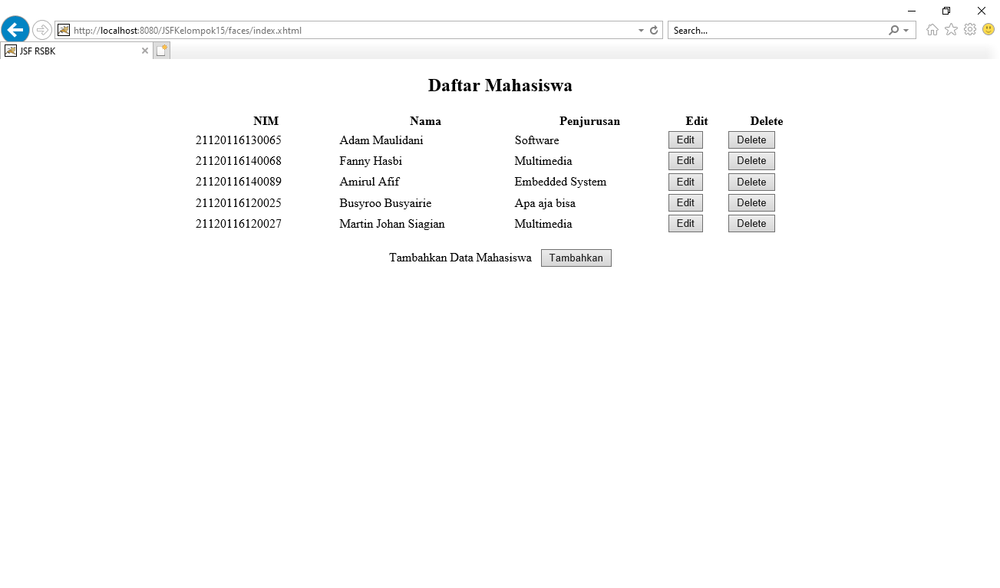 http://localhost:8080/JSFKelompok15/faces/index.xhtml
Search...
JSF RSBK
Daftar Mahasiswa
NIM Nama Penjurusan Edit Delete
21120116130065 Adam Maulidani Software Edit Delete
21120116140068 Fanny Hasbi Multimedia Edit Delete
21120116140089 Amirul Afif Embedded System Edit Delete
21120116120025 Busyroo Busyairie Apa aja bisa Edit Delete
21120116120027 Martin Johan Siagian Multimedia Edit Delete
Tambahkan Data Mahasiswa Tambahkan